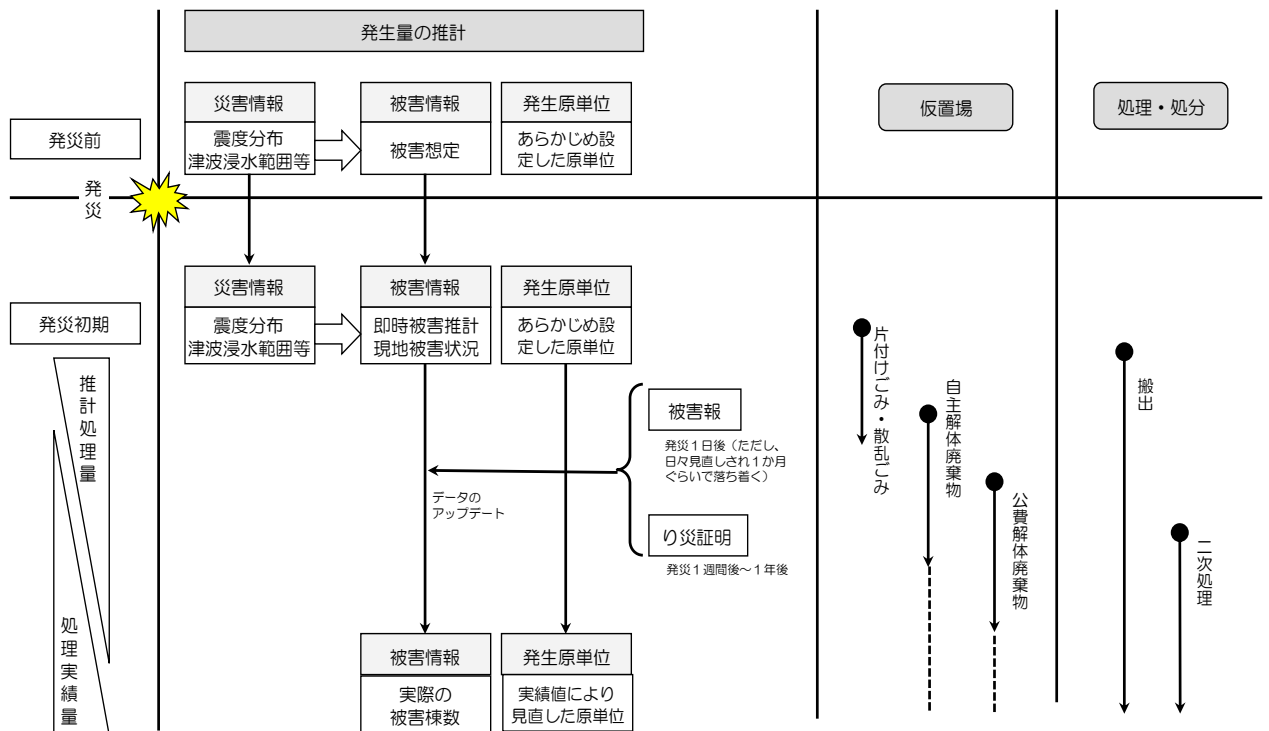 発生量の推計
仮置場
処理・処分
発災前
災害情報
震度分布
津波浸水範囲等
被害情報
被害想定
発生原単位
あらかじめ設
定した原単位
発災
発災初期
災害情報
震度分布
津波浸水範囲等
被害情報
即時被害推計
現地被害状況
発生原単位
あらかじめ設
定した原単位
推計処理量
処理実績量
被害報
発災１日後（ただし、
日々見直しされ１か月
ぐらいで落ち着く）
データの
アップデート
り災証明
発災１週間後～１年後
被害情報
実際の
被害棟数
発生原単位
実績値により
見直した原単位
片付けごみ・散乱ごみ
自主解体廃棄物
公費解体廃棄物
搬出
二次処理